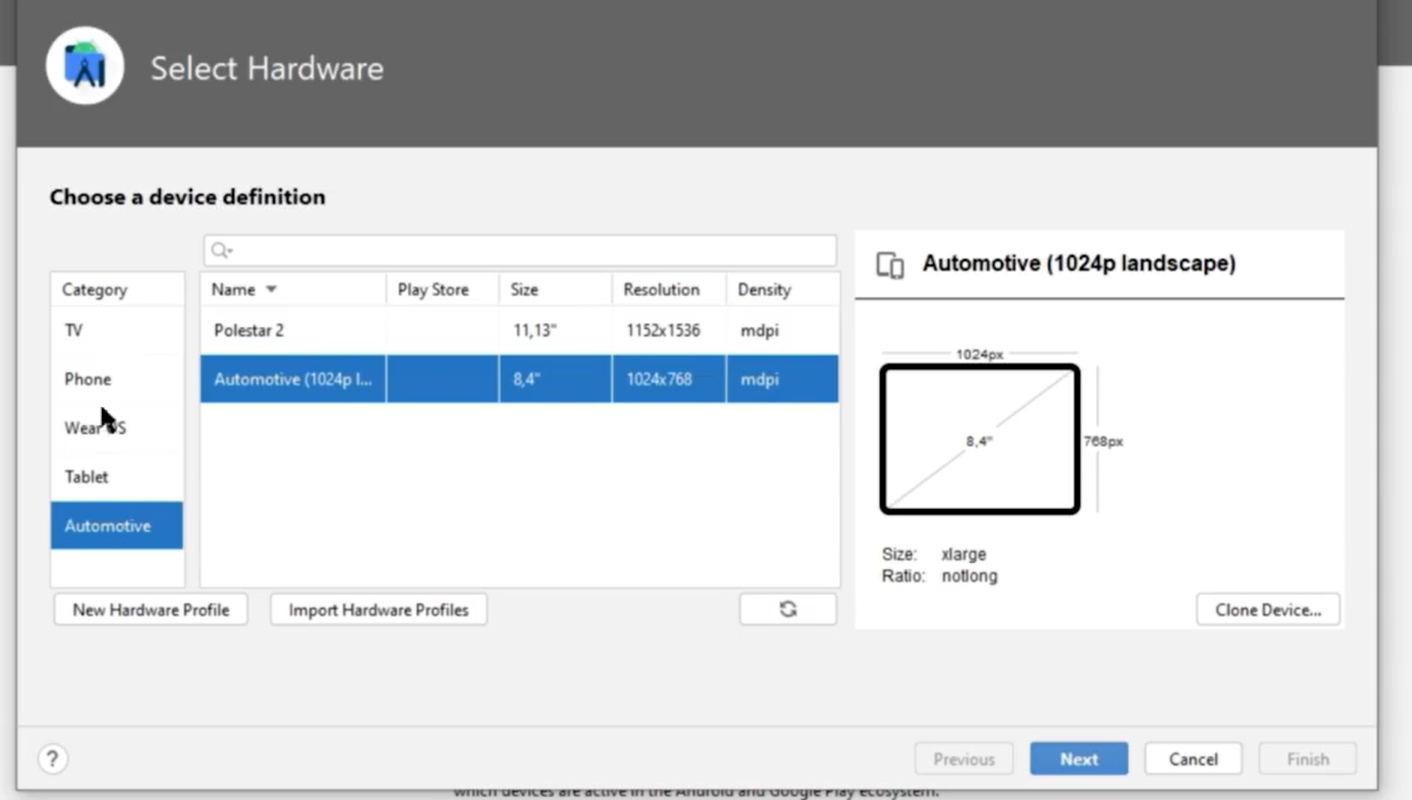 Select Hardware
Choose a device definition
Category
TV
Phone
Wear OS
Tablet
Automotive
Name Play Store Size Resolution Density
Polestar 2 11,13" 1152x1536 mdpi
Automotive (1024p l... 8,4" 1024x768 mdpi
New Hardware Profile
Import Hardware Profiles
Automotive (1024p landscape)
1024px
8,4"
768px
Size: xlarge
Ratio: notlong
Clone Device...
?
Previous
Next
Cancel
Finish
which devices are active in the Android and Google Play ecosystem.